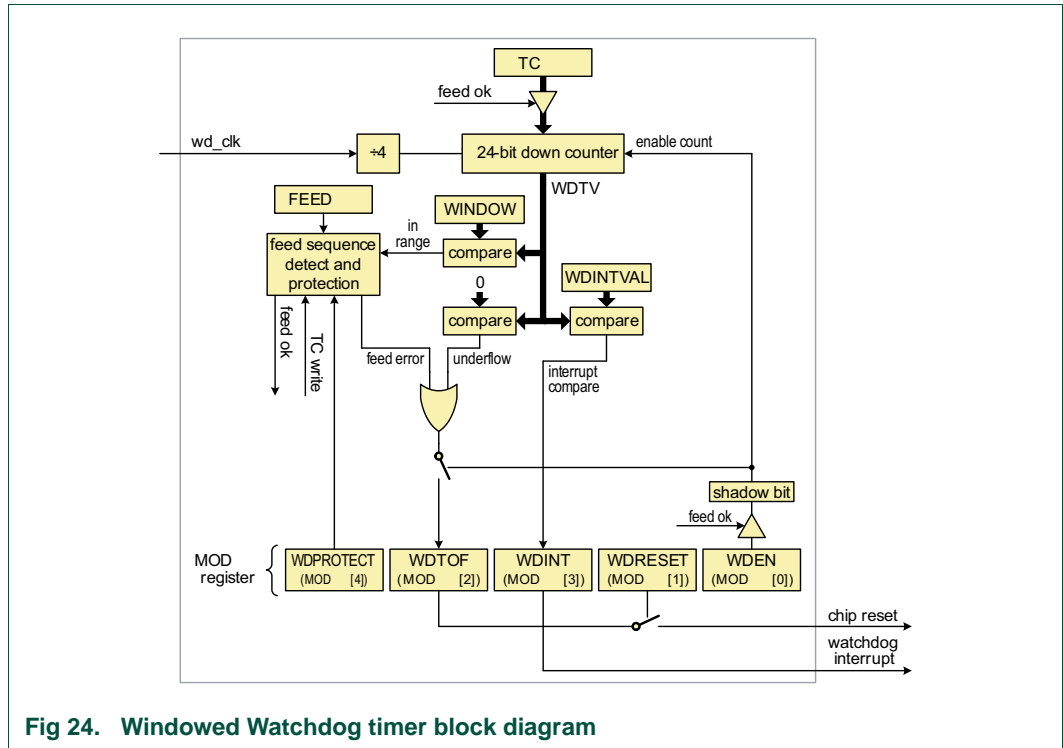 TC
feed ok
wd_clk
÷4
24-bit down counter
enable count
WDTV
FEED
WINDOW
in
range
feed sequence
detect and
protection
compare
WDINTVAL
0
compare
compare
feed ok
TC write
feed error
underflow
interrupt
compare
shadow bit
feed ok
MOD
register
WDPROTECT
(MOD [4])
WDTOF
(MOD [2])
WDINT
(MOD [3])
WDRESET
(MOD [1])
WDEN
(MOD [0])
chip reset
watchdog
interrupt
Fig 24. Windowed Watchdog timer block diagram